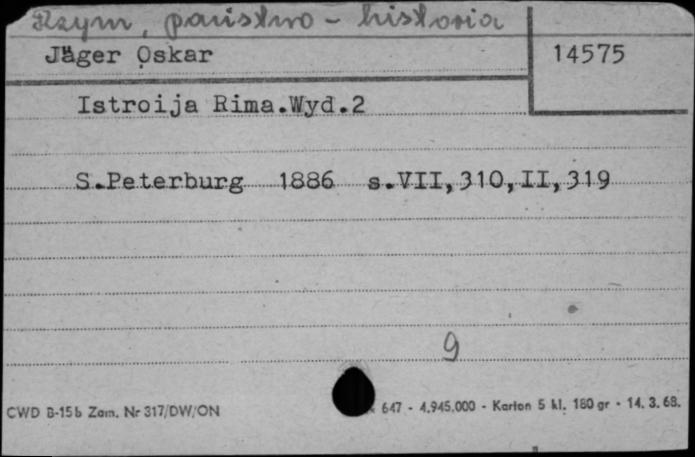 Rzym, państwo - historia
Jäger Oskar
14575
Istroija Rima.Wyd.2
S.Peterburg 1886 s.VII,310,II,319
9
CWD B-15b Zam. Nr 317/DW/ON
647 - 4.945.000 - Karton 5 kl. 180 gr - 14. 3. 68.